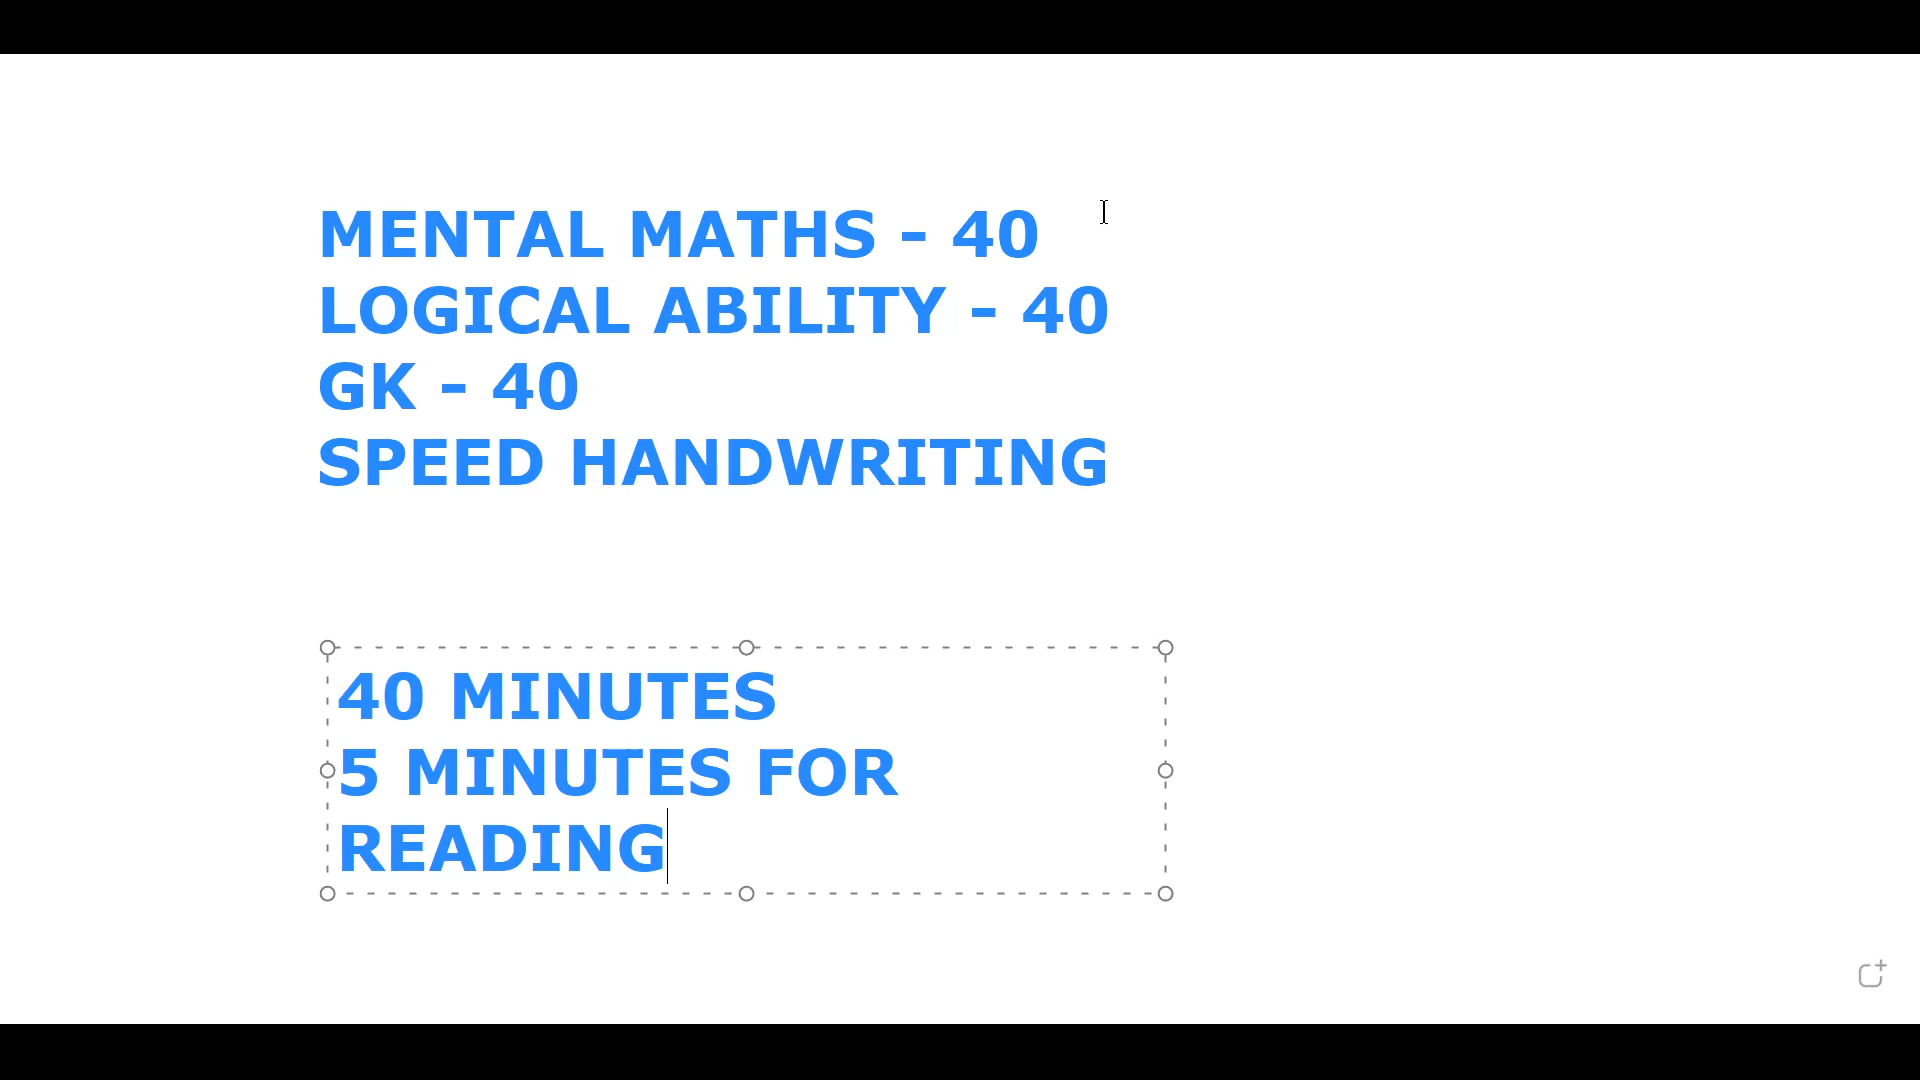 MENTAL MATHS – 40
LOGICAL ABILITY – 40
GK – 40
SPEED HANDWRITING
40 MINUTES
5 MINUTES FOR
READING